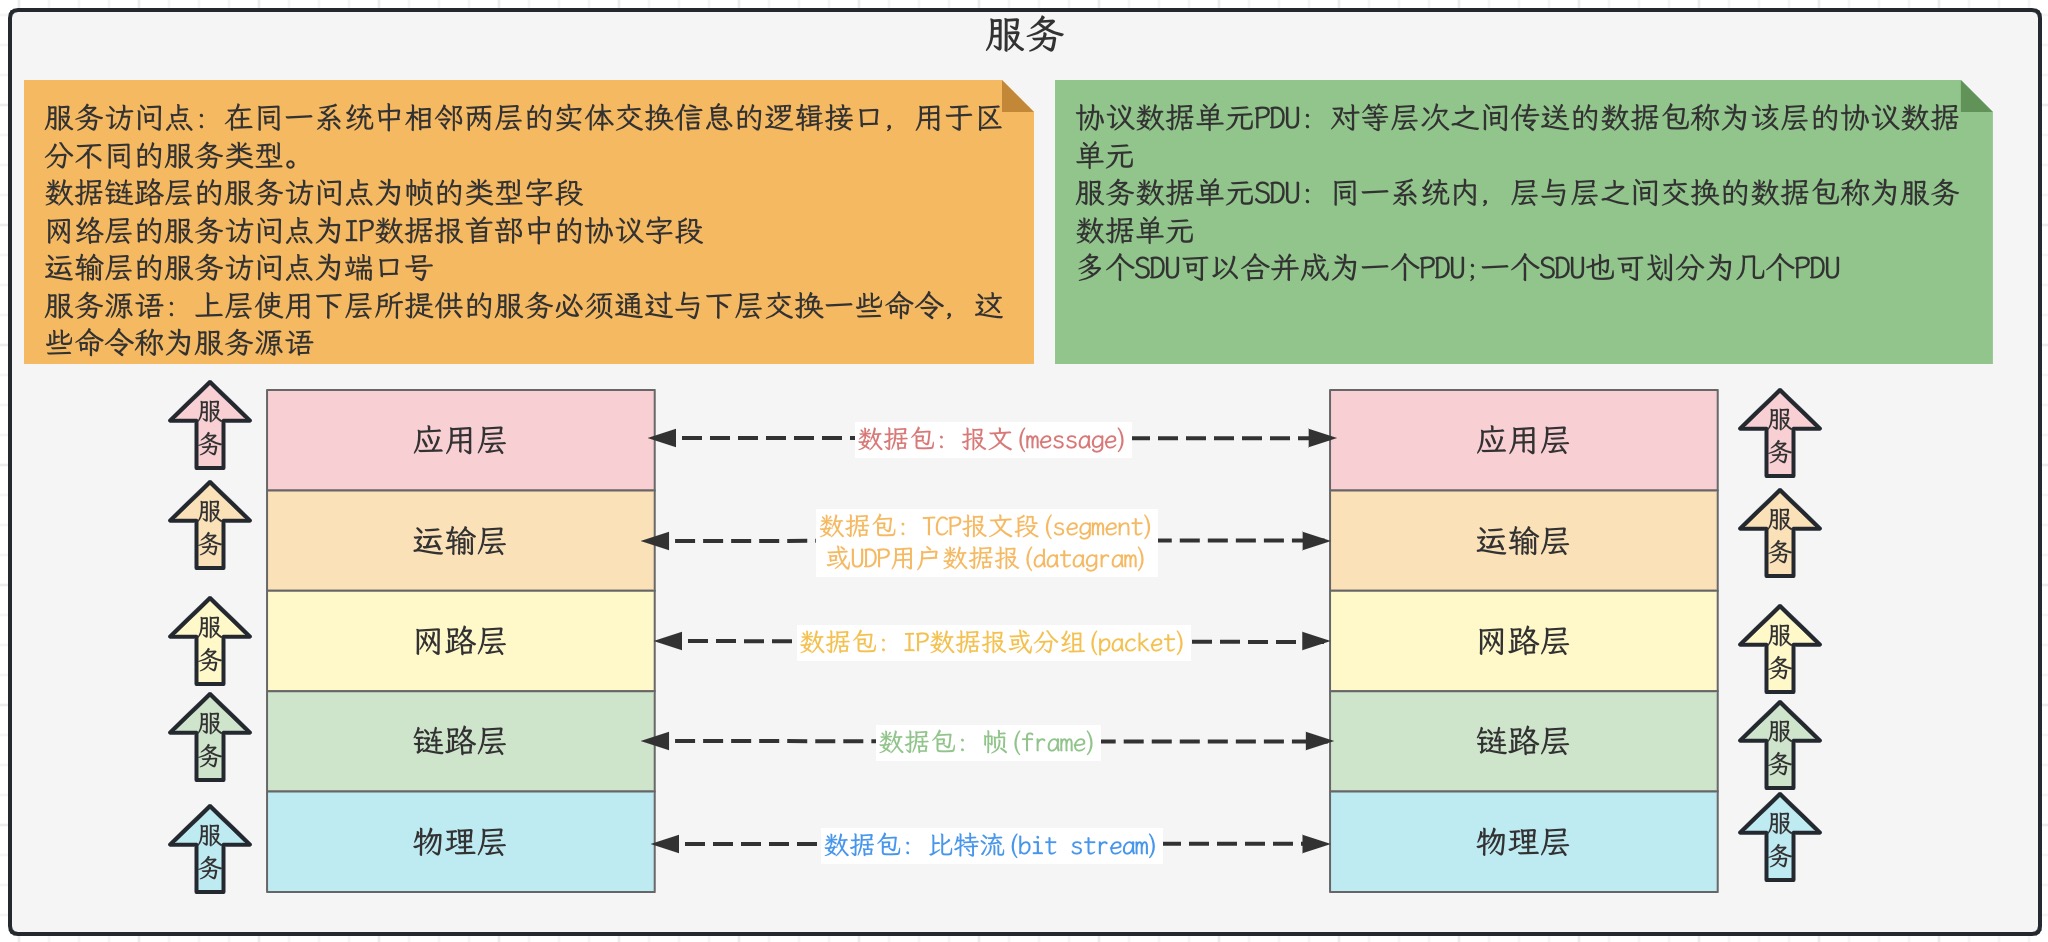 服务
服务访问点：在同一系统中相邻两层的实体交换信息的逻辑接口，用于区
分不同的服务类型。
数据链路层的服务访问点为帧的类型字段
网络层的服务访问点为IP数据报首部中的协议字段
运输层的服务访问点为端口号
服务源语：上层使用下层所提供的服务必须通过与下层交换一些命令，这
些命令称为服务源语
协议数据单元PDU：对等层次之间传送的数据包称为该层的协议数据
单元
服务数据单元SDU：同一系统内，层与层之间交换的数据包称为服务
数据单元
多个SDU可以合并成为一个PDU;一个SDU也可划分为几个PDU
服
务
应用层
数据包：报文(message)
应用层
服
务
服
务
运输层
数据包：TCP报文段(segment)
或UDP用户数据报(datagram)
运输层
服
务
服
务
网路层
数据包：IP数据报或分组(packet)
网路层
服
务
服
务
链路层
数据包：帧(frame)
链路层
服
务
服
务
物理层
数据包：比特流(bit stream)
物理层
服
务